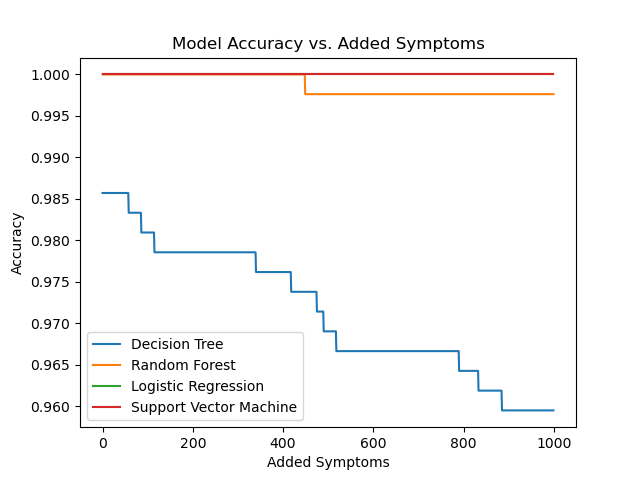 Model Accuracy vs. Added Symptoms
Accuracy
1.000
0.995
0.990
0.985
0.980
0.975
0.970
0.965
0.960
Decision Tree
Random Forest
Logistic Regression
Support Vector Machine
0 200 400 600 800 1000
Added Symptoms